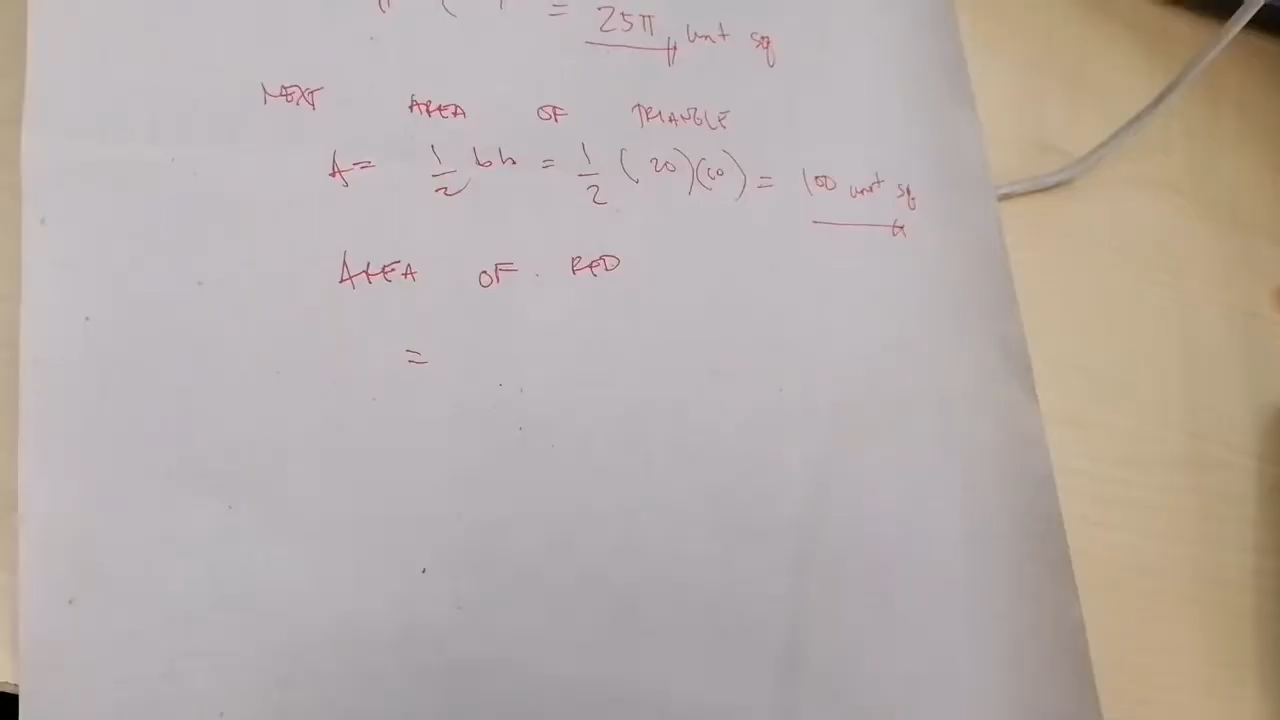 = 25π unit sq
NEXT AREA OF TRIANGLE
A = 1/2 bh = 1/2 (20)(10) = 100 unit sq
AREA OF RED
=